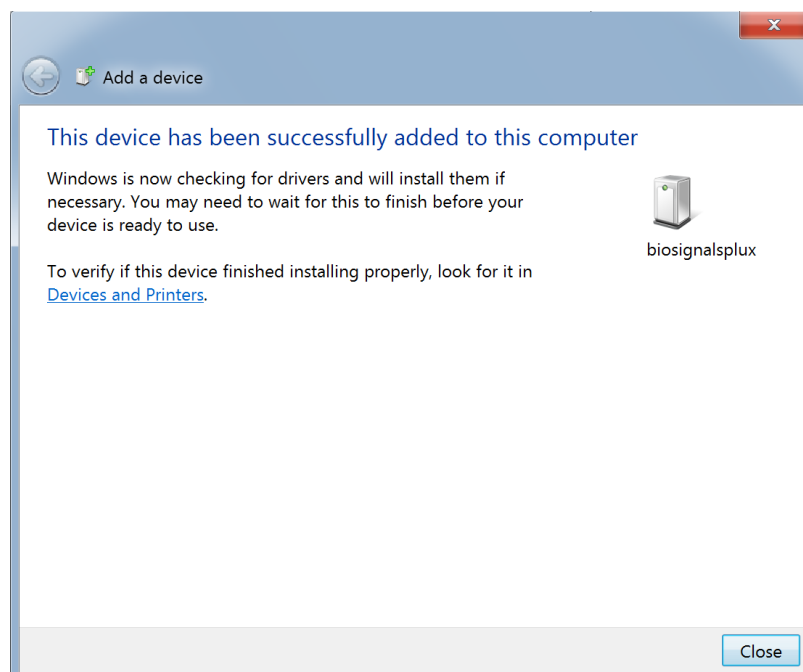 Add a device
This device has been successfully added to this computer
Windows is now checking for drivers and will install them if
necessary. You may need to wait for this to finish before your
device is ready to use.
biosignalsplux
To verify if this device finished installing properly, look for it in
Devices and Printers.
Close